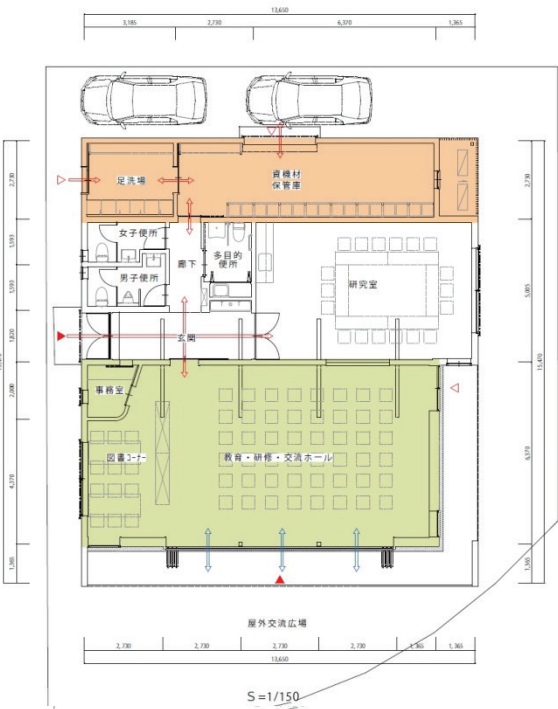 13,650
3,185 2,730 6,370 1,365
2,730
2,730
足洗場
資機材
保管庫
女子便所
1,593
廊下
多目的
便所
5,005
男子便所
1,593
研究室
1,820
玄関
15,470
2,000
事務室
図書コーナー
教育・研修・交流ホール
4,370
6,370
1,365
1,365
屋外交流広場
2,730 2,730 2,730 2,730 1,365 1,365
13,650
S=1/150